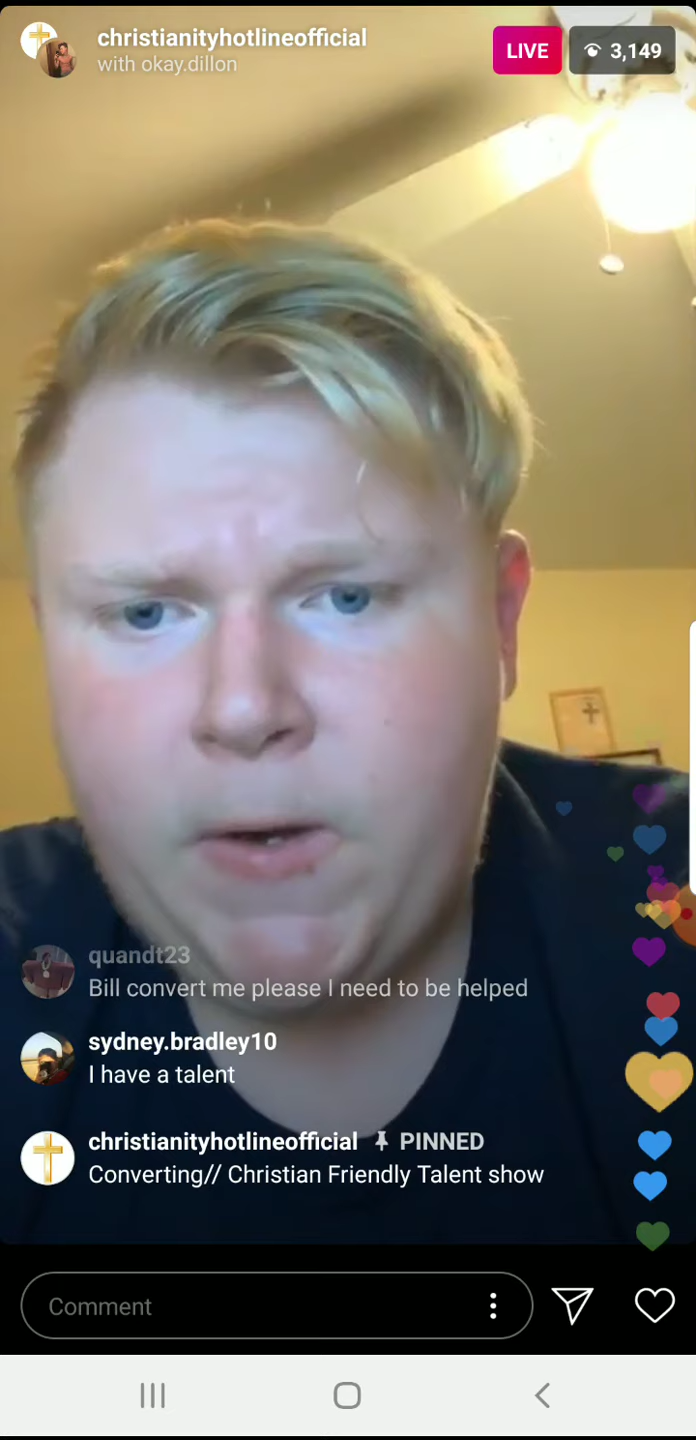 christianityhotlineofficial
with okay.dillon
LIVE 3,149
quandt23
Bill convert me please I need to be helped
sydney.bradley10
I have a talent
christianityhotlineofficial PINNED
Converting// Christian Friendly Talent show
Comment